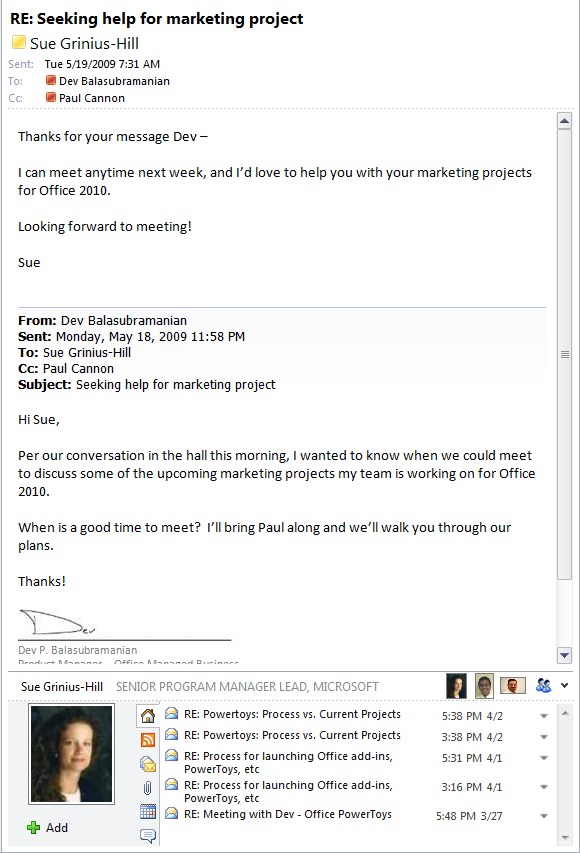 RE: Seeking help for marketing project
Sue Grinius-Hill
Sent: Tue 5/19/2009 7:31 AM
To: Dev Balasubramanian
Cc: Paul Cannon
Thanks for your message Dev –
I can meet anytime next week, and I’d love to help you with your marketing projects
for Office 2010.
Looking forward to meeting!
Sue
From: Dev Balasubramanian
Sent: Monday, May 18, 2009 11:58 PM
To: Sue Grinius-Hill
Cc: Paul Cannon
Subject: Seeking help for marketing project
Hi Sue,
Per our conversation in the hall this morning, I wanted to know when we could meet
to discuss some of the upcoming marketing projects my team is working on for Office
2010.
When is a good time to meet?  I’ll bring Paul along and we’ll walk you through our
plans.
Thanks!
Dev
Dev P. Balasubramanian
Product Manager – Office Managed Business
Sue Grinius-Hill SENIOR PROGRAM MANAGER LEAD, MICROSOFT
RE: Powertoys: Process vs. Current Projects 5:38 PM 4/2
RE: Powertoys: Process vs. Current Projects 3:38 PM 4/2
RE: Process for launching Office add-ins, 5:31 PM 4/1
PowerToys, etc
RE: Process for launching Office add-ins, 3:16 PM 4/1
PowerToys, etc
RE: Meeting with Dev - Office PowerToys 5:48 PM 3/27
Add